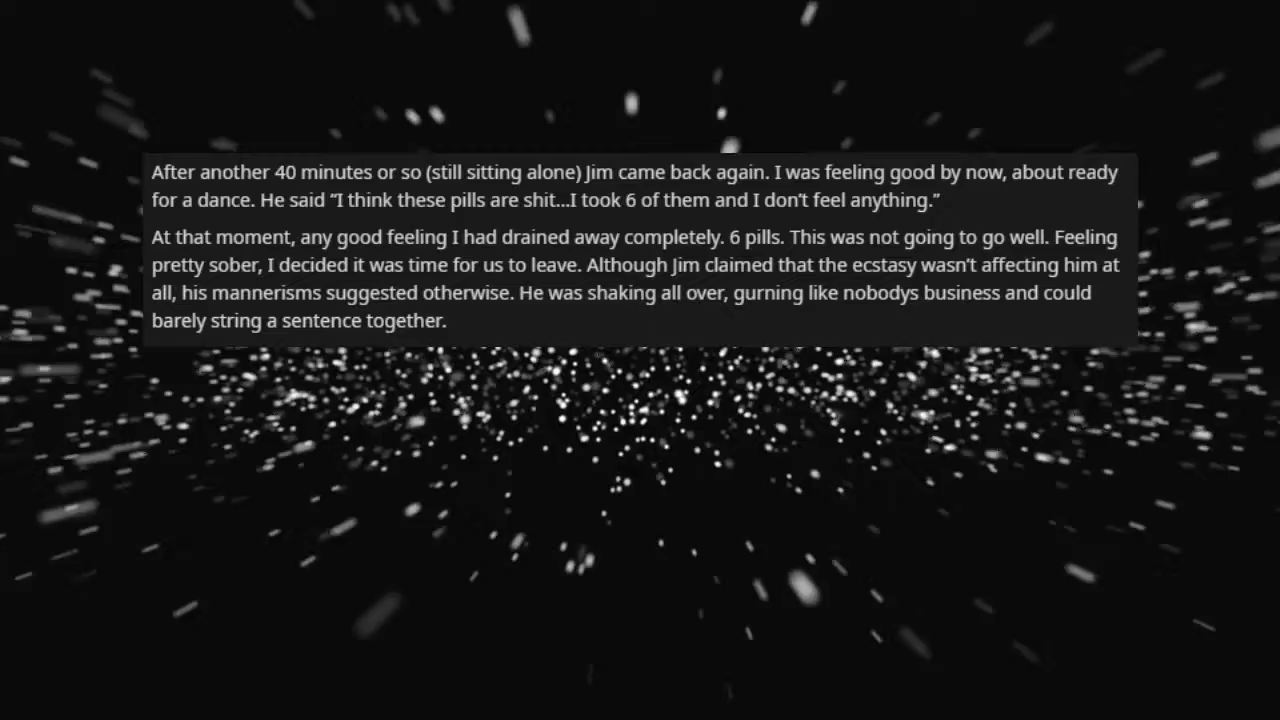 After another 40 minutes or so (still sitting alone) Jim came back again. I was feeling good by now, about ready
for a dance. He said “I think these pills are shit...I took 6 of them and I don’t feel anything.”
At that moment, any good feeling I had drained away completely. 6 pills. This was not going to go well. Feeling
pretty sober, I decided it was time for us to leave. Although Jim claimed that the ecstasy wasn’t affecting him at
all, his mannerisms suggested otherwise. He was shaking all over, gurning like nobodys business and could
barely string a sentence together.